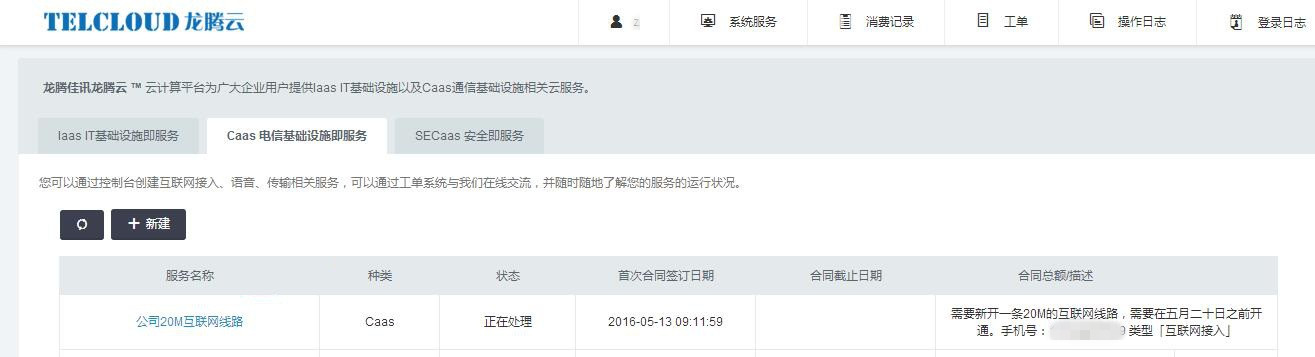 TELCLOUD 龙腾云
系统服务
消费记录
工单
操作日志
登录日志
龙腾佳讯龙腾云 ™ 云计算平台为广大企业用户提供Iaas IT基础设施以及Caas通信基础设施相关云服务。
Iaas IT基础设施即服务
Caas 电信基础设施即服务
SECaas 安全即服务
您可以通过控制台创建互联网接入、语音、传输相关服务，可以通过工单系统与我们在线交流，并随时随地了解您的服务的运行状况。
新建
服务名称 种类 状态 首次合同签订日期 合同截止日期 合同总额/描述
公司20M互联网线路 Caas 正在处理 2016-05-13 09:11:59 需要新开一条20M的互联网线路，需要在五月二十日之前开
通。手机号： 类型「互联网接入」